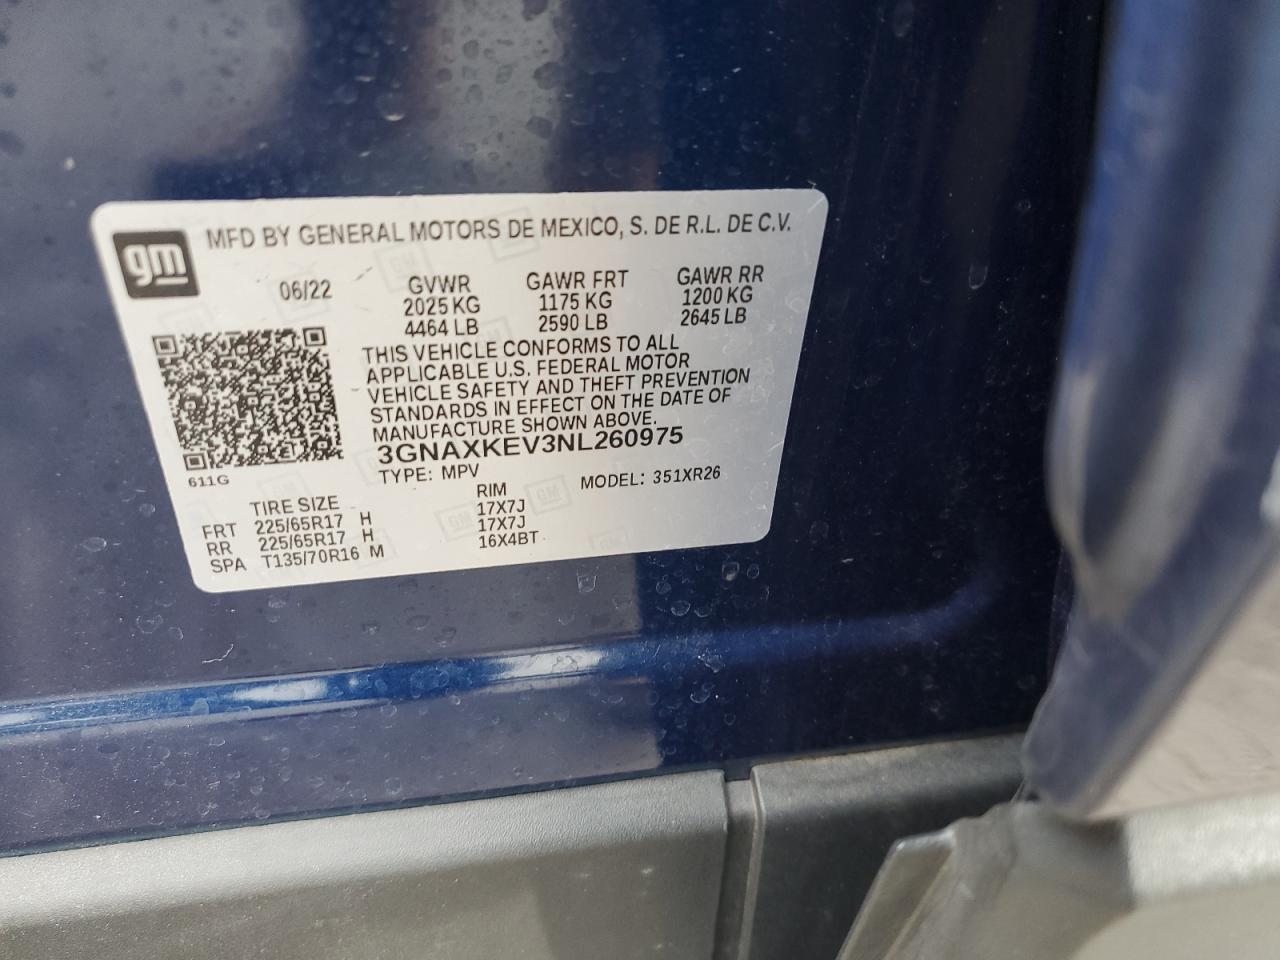 gm
MFD BY GENERAL MOTORS DE MEXICO, S. DE R.L. DE C.V.
06/22 GVWR GAWR FRT GAWR RR
2025 KG 1175 KG 1200 KG
4464 LB 2590 LB 2645 LB
THIS VEHICLE CONFORMS TO ALL
APPLICABLE U.S. FEDERAL MOTOR
VEHICLE SAFETY AND THEFT PREVENTION
STANDARDS IN EFFECT ON THE DATE OF
MANUFACTURE SHOWN ABOVE.
3GNAXKEV3NL260975
611G
TYPE: MPV MODEL: 351XR26
TIRE SIZE RIM
FRT 225/65R17 H 17X7J
RR 225/65R17 H 17X7J
SPA T135/70R16 M 16X4BT